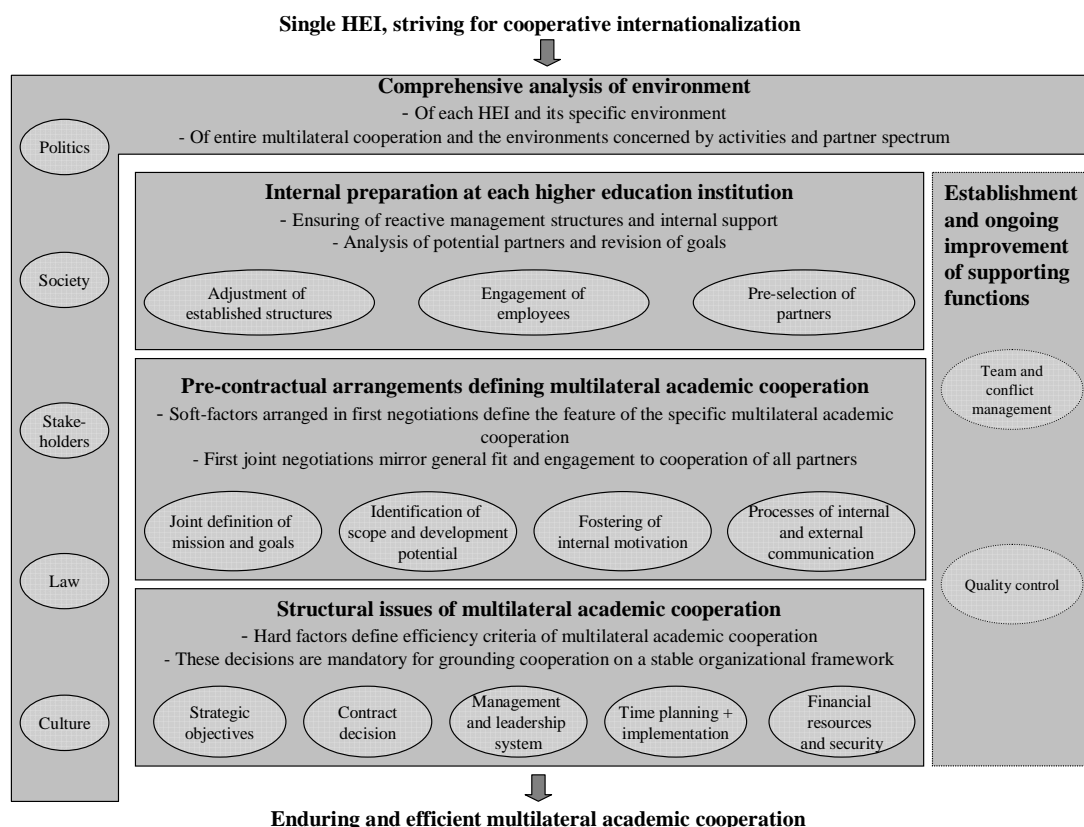 Single HEI, striving for cooperative internationalization
Comprehensive analysis of environment
- Of each HEI and its specific environment
- Of entire multilateral cooperation and the environments concerned by activities and partner spectrum
Politics
Society
Stake-
holders
Law
Culture
Internal preparation at each higher education institution
- Ensuring of reactive management structures and internal support
- Analysis of potential partners and revision of goals
Adjustment of
established structures
Engagement of
employees
Pre-selection of
partners
Pre-contractual arrangements defining multilateral academic cooperation
- Soft-factors arranged in first negotiations define the feature of the specific multilateral academic
cooperation
- First joint negotiations mirror general fit and engagement to cooperation of all partners
Joint definition of
mission and goals
Identification of
scope and development
potential
Fostering of
internal motivation
Processes of internal
and external
communication
Structural issues of multilateral academic cooperation
- Hard factors define efficiency criteria of multilateral academic cooperation
- These decisions are mandatory for grounding cooperation on a stable organizational framework
Strategic
objectives
Contract
decision
Management
and leadership
system
Time planning +
implementation
Financial
resources
and security
Establishment
and ongoing
improvement
of supporting
functions
Team and
conflict
management
Quality control
Enduring and efficient multilateral academic cooperation